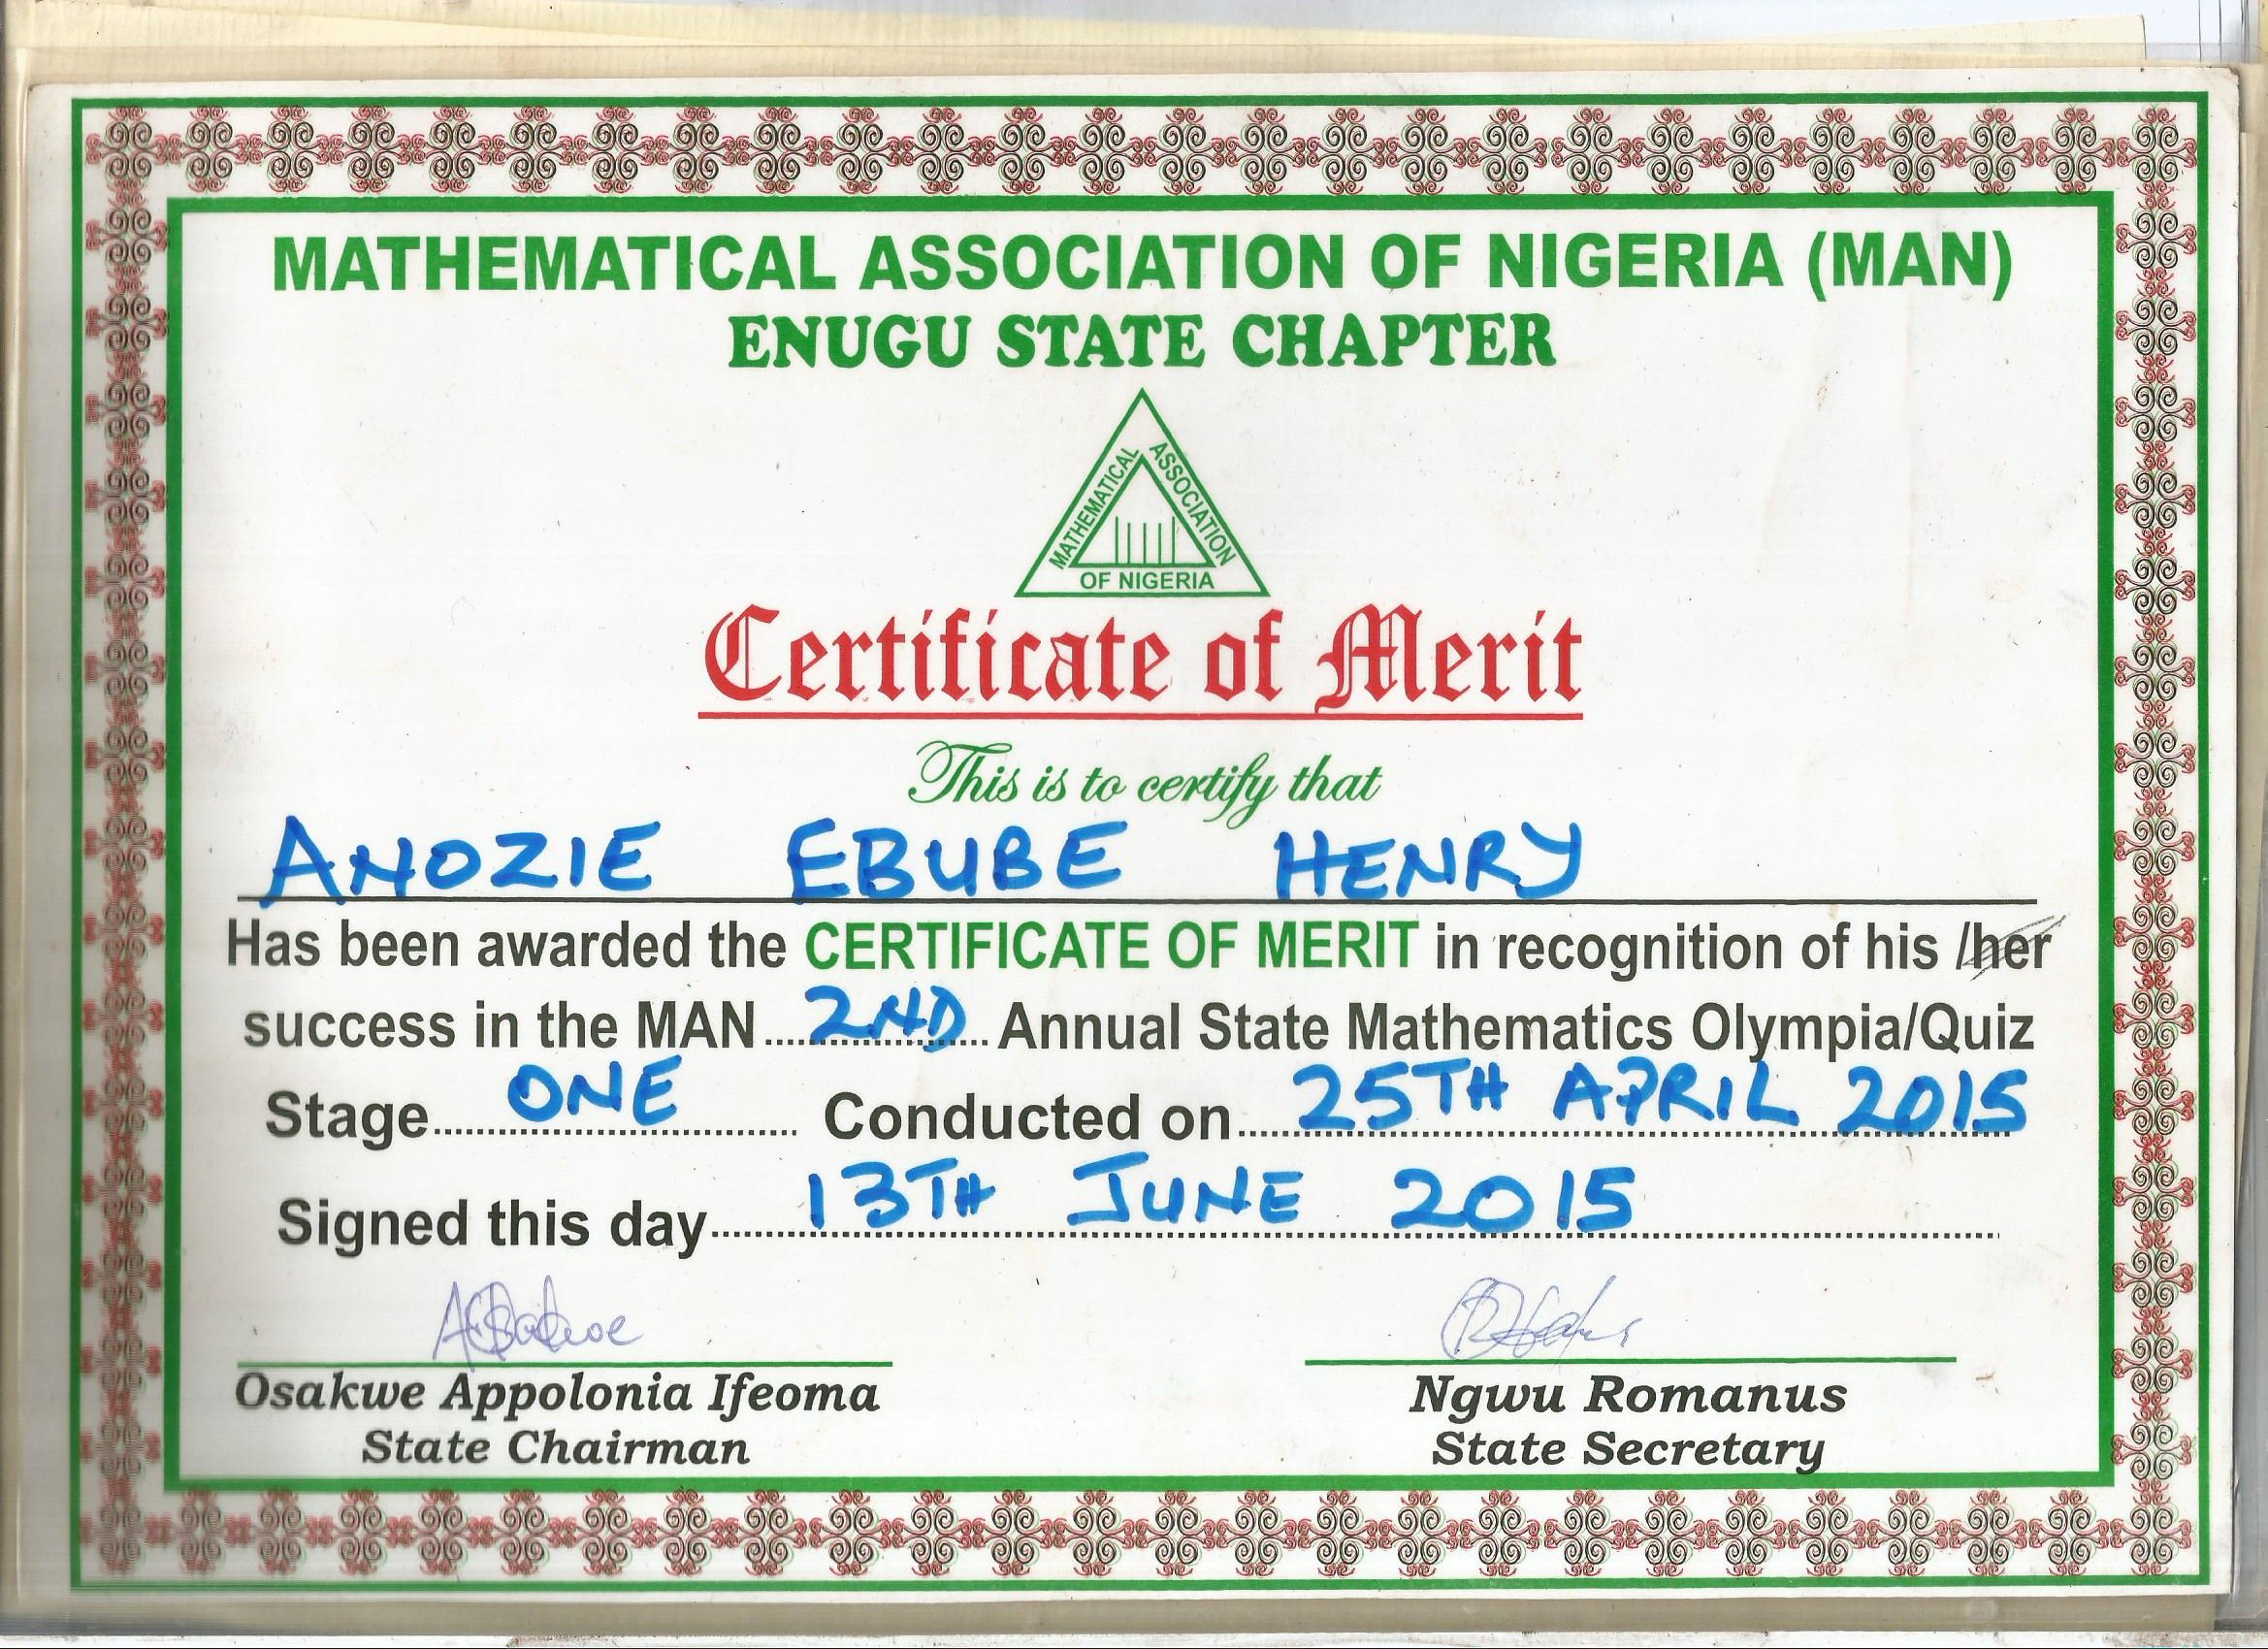 MATHEMATICAL ASSOCIATION OF NIGERIA (MAN)
ENUGU STATE CHAPTER
MATHEMATICAL ASSOCIATION
OF NIGERIA
Certificate of Merit
This is to certify that
ANOZIE EBUBE HENRY
Has been awarded the CERTIFICATE OF MERIT in recognition of his /her
success in the MAN 2ND Annual State Mathematics Olympia/Quiz
Stage ONE Conducted on 25TH APRIL 2015
Signed this day 13TH JUNE 2015
Osakwe Appolonia Ifeoma
State Chairman
Ngwu Romanus
State Secretary